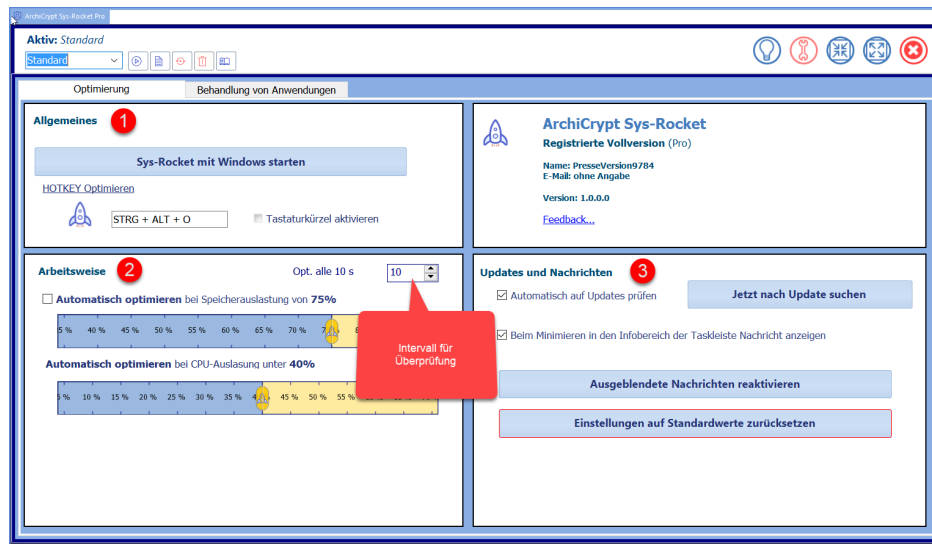 ArchiCrypt Sys-Rocket Pro
Aktiv: Standard
Standard
Optimierung
Behandlung von Anwendungen
Allgemeines 1
Sys-Rocket mit Windows starten
HOTKEY Optimieren
STRG + ALT + O
Tastaturkürzel aktivieren
ArchiCrypt Sys-Rocket
Registrierte Vollversion (Pro)
Name: PresseVersion9784
E-Mail: ohne Angabe
Version: 1.0.0.0
Feedback...
Arbeitsweise 2
Opt. alle 10 s 10
Automatisch optimieren bei Speicherauslastung von 75%
5 % 40 % 45 % 50 % 55 % 60 % 65 % 70 %
Intervall für
Überprüfung
Automatisch optimieren bei CPU-Auslasung unter 40%
5 % 10 % 15 % 20 % 25 % 30 % 35 % 45 % 50 % 55 %
Updates und Nachrichten 3
Automatisch auf Updates prüfen
Jetzt nach Update suchen
Beim Minimieren in den Infobereich der Taskleiste Nachricht anzeigen
Ausgeblendete Nachrichten reaktivieren
Einstellungen auf Standardwerte zurücksetzen